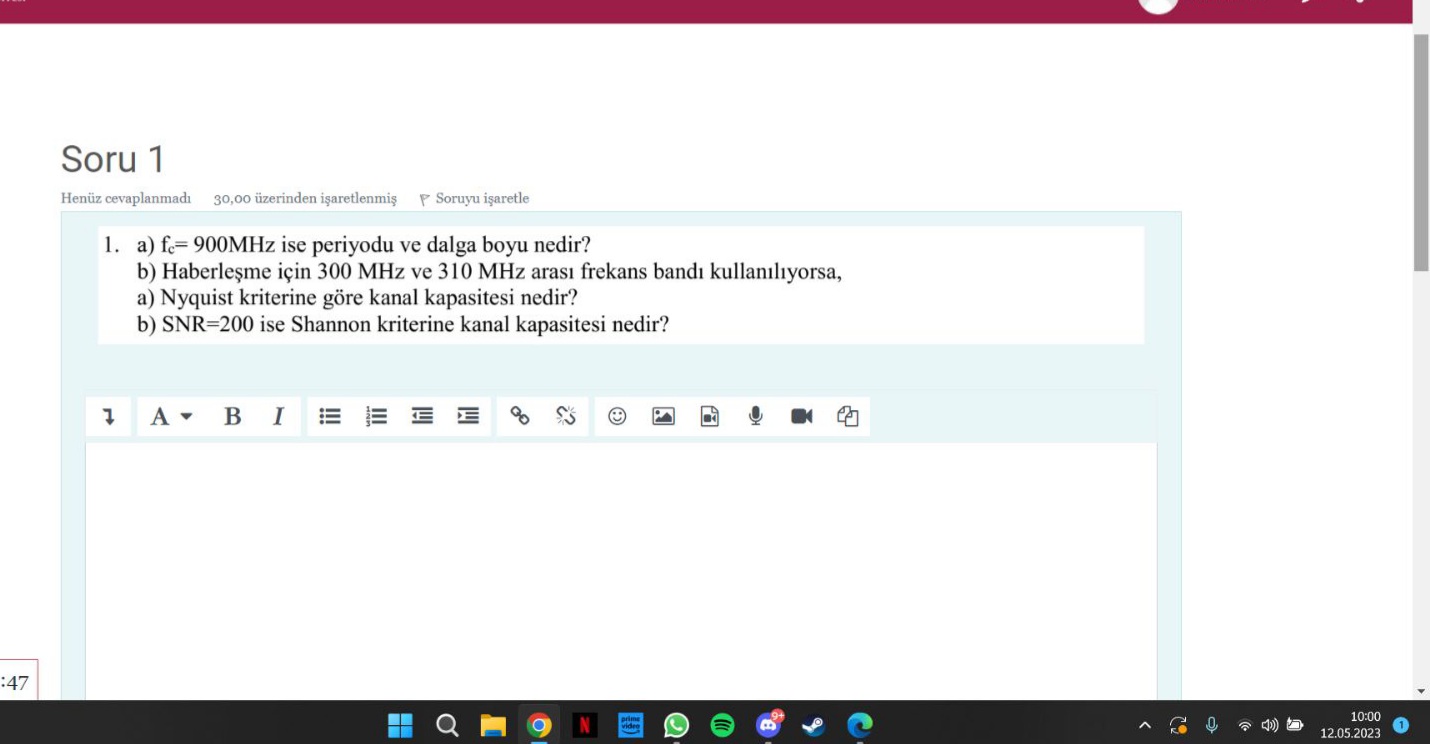 Soru 1
Henüz cevaplanmadı 30,00 üzerinden işaretlenmiş Soruyu işaretle
1. a) fc= 900MHz ise periyodu ve dalga boyu nedir?
b) Haberleşme için 300 MHz ve 310 MHz arası frekans bandı kullanılıyorsa,
a) Nyquist kriterine göre kanal kapasitesi nedir?
b) SNR=200 ise Shannon kriterine kanal kapasitesi nedir?
A B I
:47
N
prime
video
9+
10:00
12.05.2023
1